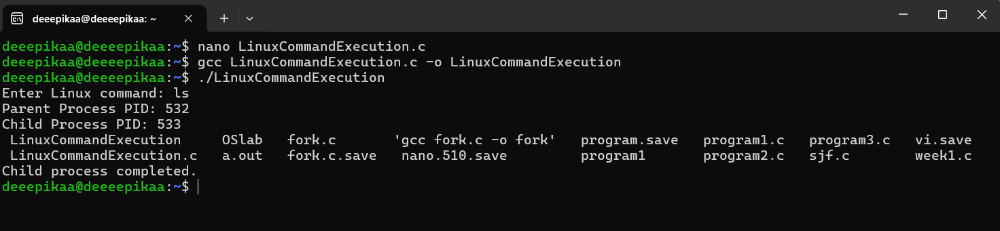 deeepikaa@deeeepikaa: ~
deeepikaa@deeeepikaa:~$ nano LinuxCommandExecution.c
deeepikaa@deeeepikaa:~$ gcc LinuxCommandExecution.c -o LinuxCommandExecution
deeepikaa@deeeepikaa:~$ ./LinuxCommandExecution
Enter Linux command: ls
Parent Process PID: 532
Child Process PID: 533
 LinuxCommandExecution     OSlab   fork.c       'gcc fork.c -o fork'   program.save   program1.c   program3.c   vi.save
 LinuxCommandExecution.c   a.out   fork.c.save   nano.510.save         program1       program2.c   sjf.c        week1.c
Child process completed.
deeepikaa@deeeepikaa:~$